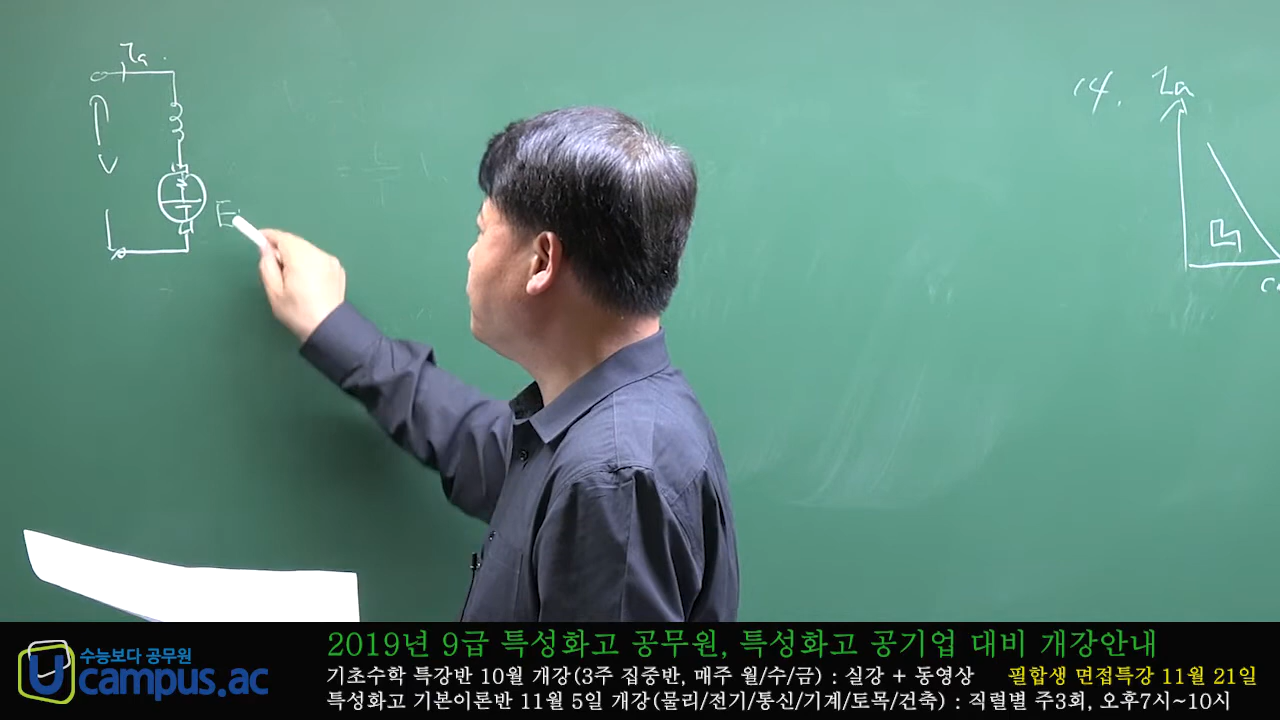 Ia
V
E
14. Ia
수능보다 공무원
Ucampus.ac
2019년 9급 특성화고 공무원, 특성화고 공기업 대비 개강안내
기초수학 특강반 10월 개강(3주 집중반, 매주 월/수/금) : 실강 + 동영상 필합생 면접특강 11월 21일
특성화고 기본이론반 11월 5일 개강(물리/전기/통신/기계/토목/건축) : 직렬별 주3회, 오후7시~10시